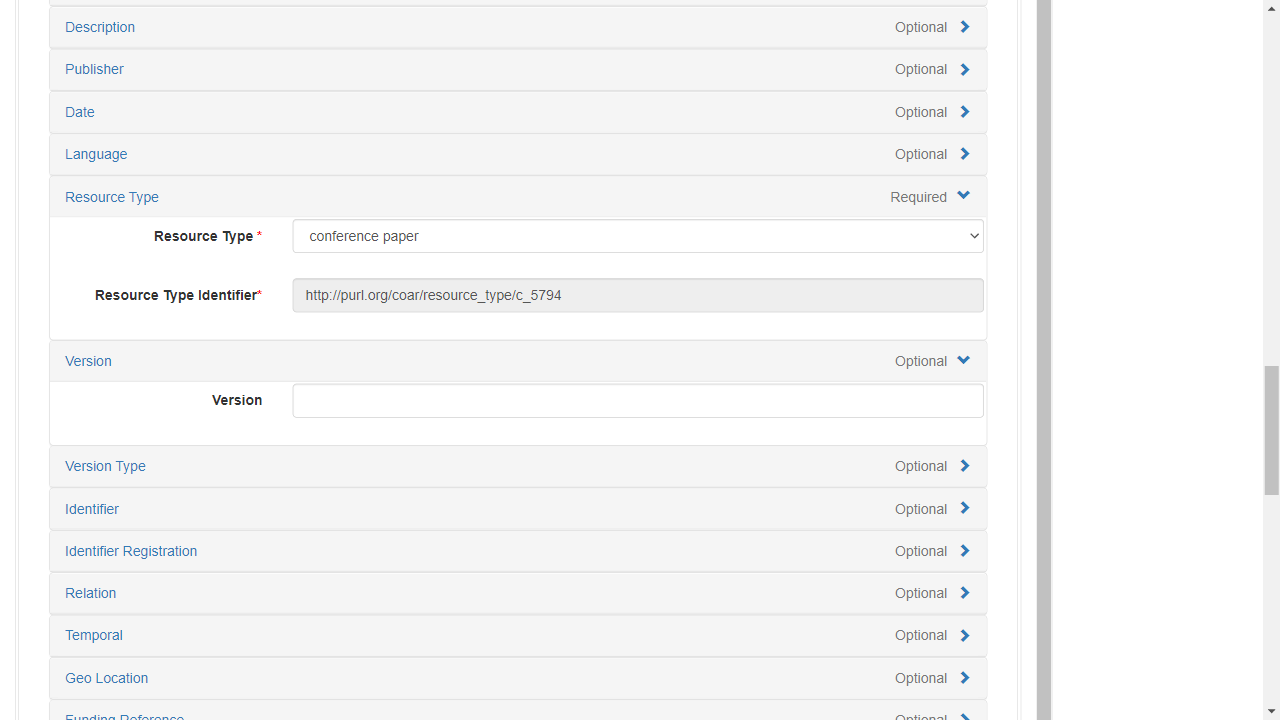 Description Optional
Publisher Optional
Date Optional
Language Optional
Resource Type Required
Resource Type * conference paper
Resource Type Identifier* http://purl.org/coar/resource_type/c_5794
Version Optional
Version
Version Type Optional
Identifier Optional
Identifier Registration Optional
Relation Optional
Temporal Optional
Geo Location Optional
Funding Reference Optional